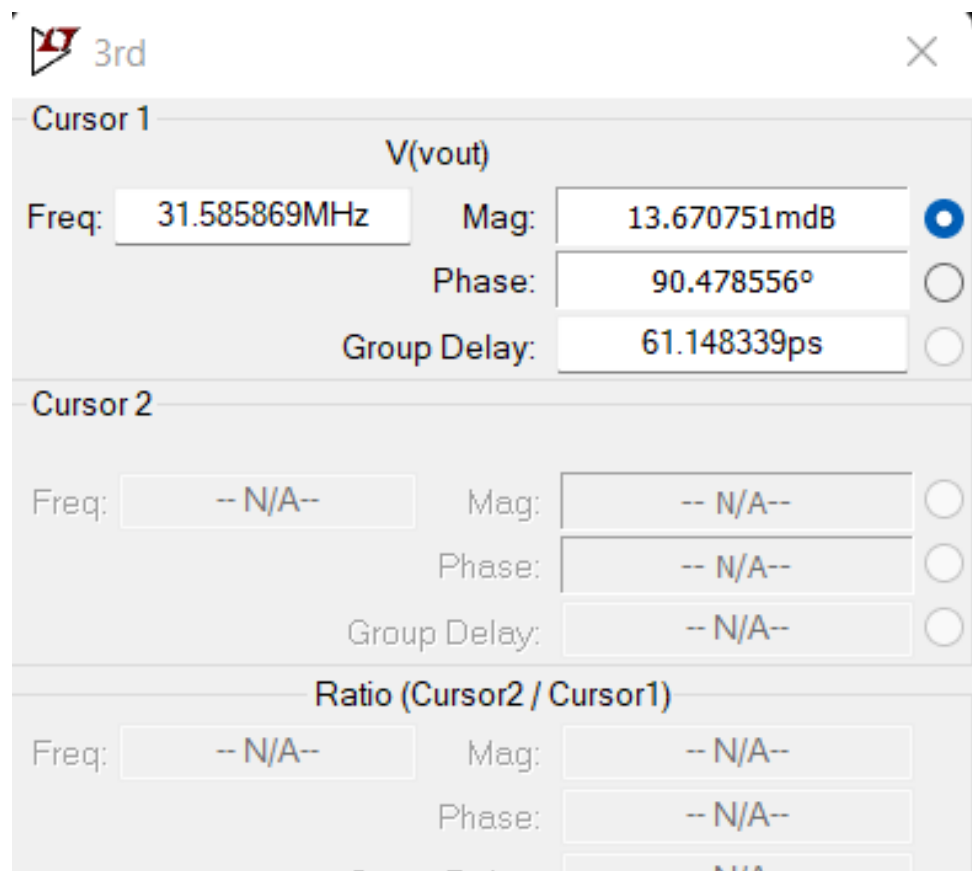 3rd
Cursor 1
V(vout)
Freq: 31.585869MHz Mag: 13.670751mdB
Phase: 90.478556º
Group Delay: 61.148339ps
Cursor 2
Freq: -- N/A-- Mag: -- N/A--
Phase: -- N/A--
Group Delay: -- N/A--
Ratio (Cursor2 / Cursor1)
Freq: -- N/A-- Mag: -- N/A--
Phase: -- N/A--